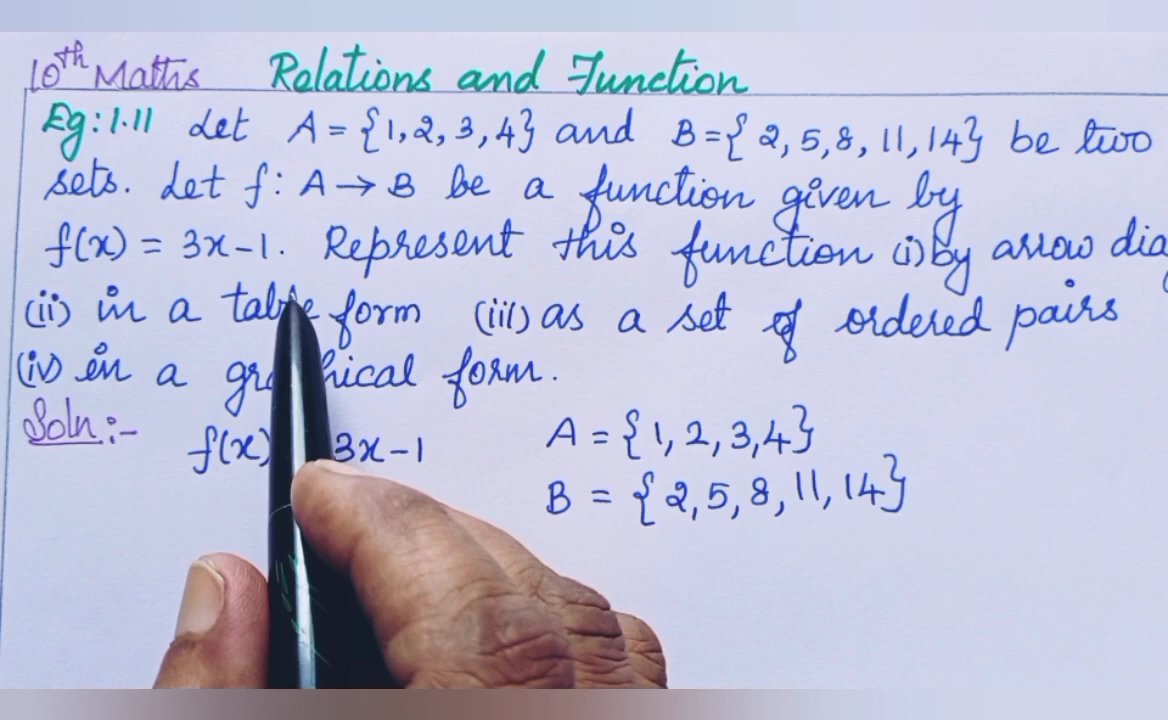 10th Maths Relations and Function
Eg:1.11 Let A = {1, 2, 3, 4} and B={ 2, 5, 8, 11, 14} be two
sets. Let f: A → B be a function given by
f(x) = 3x-1. Represent this function (i) by arrow dia
(ii) in a table form (iii) as a set of ordered pairs
(iv) in a form.
Soln:- f(x) 3x-1 A = {1, 2, 3, 4}
B = {2, 5, 8, 11, 14}